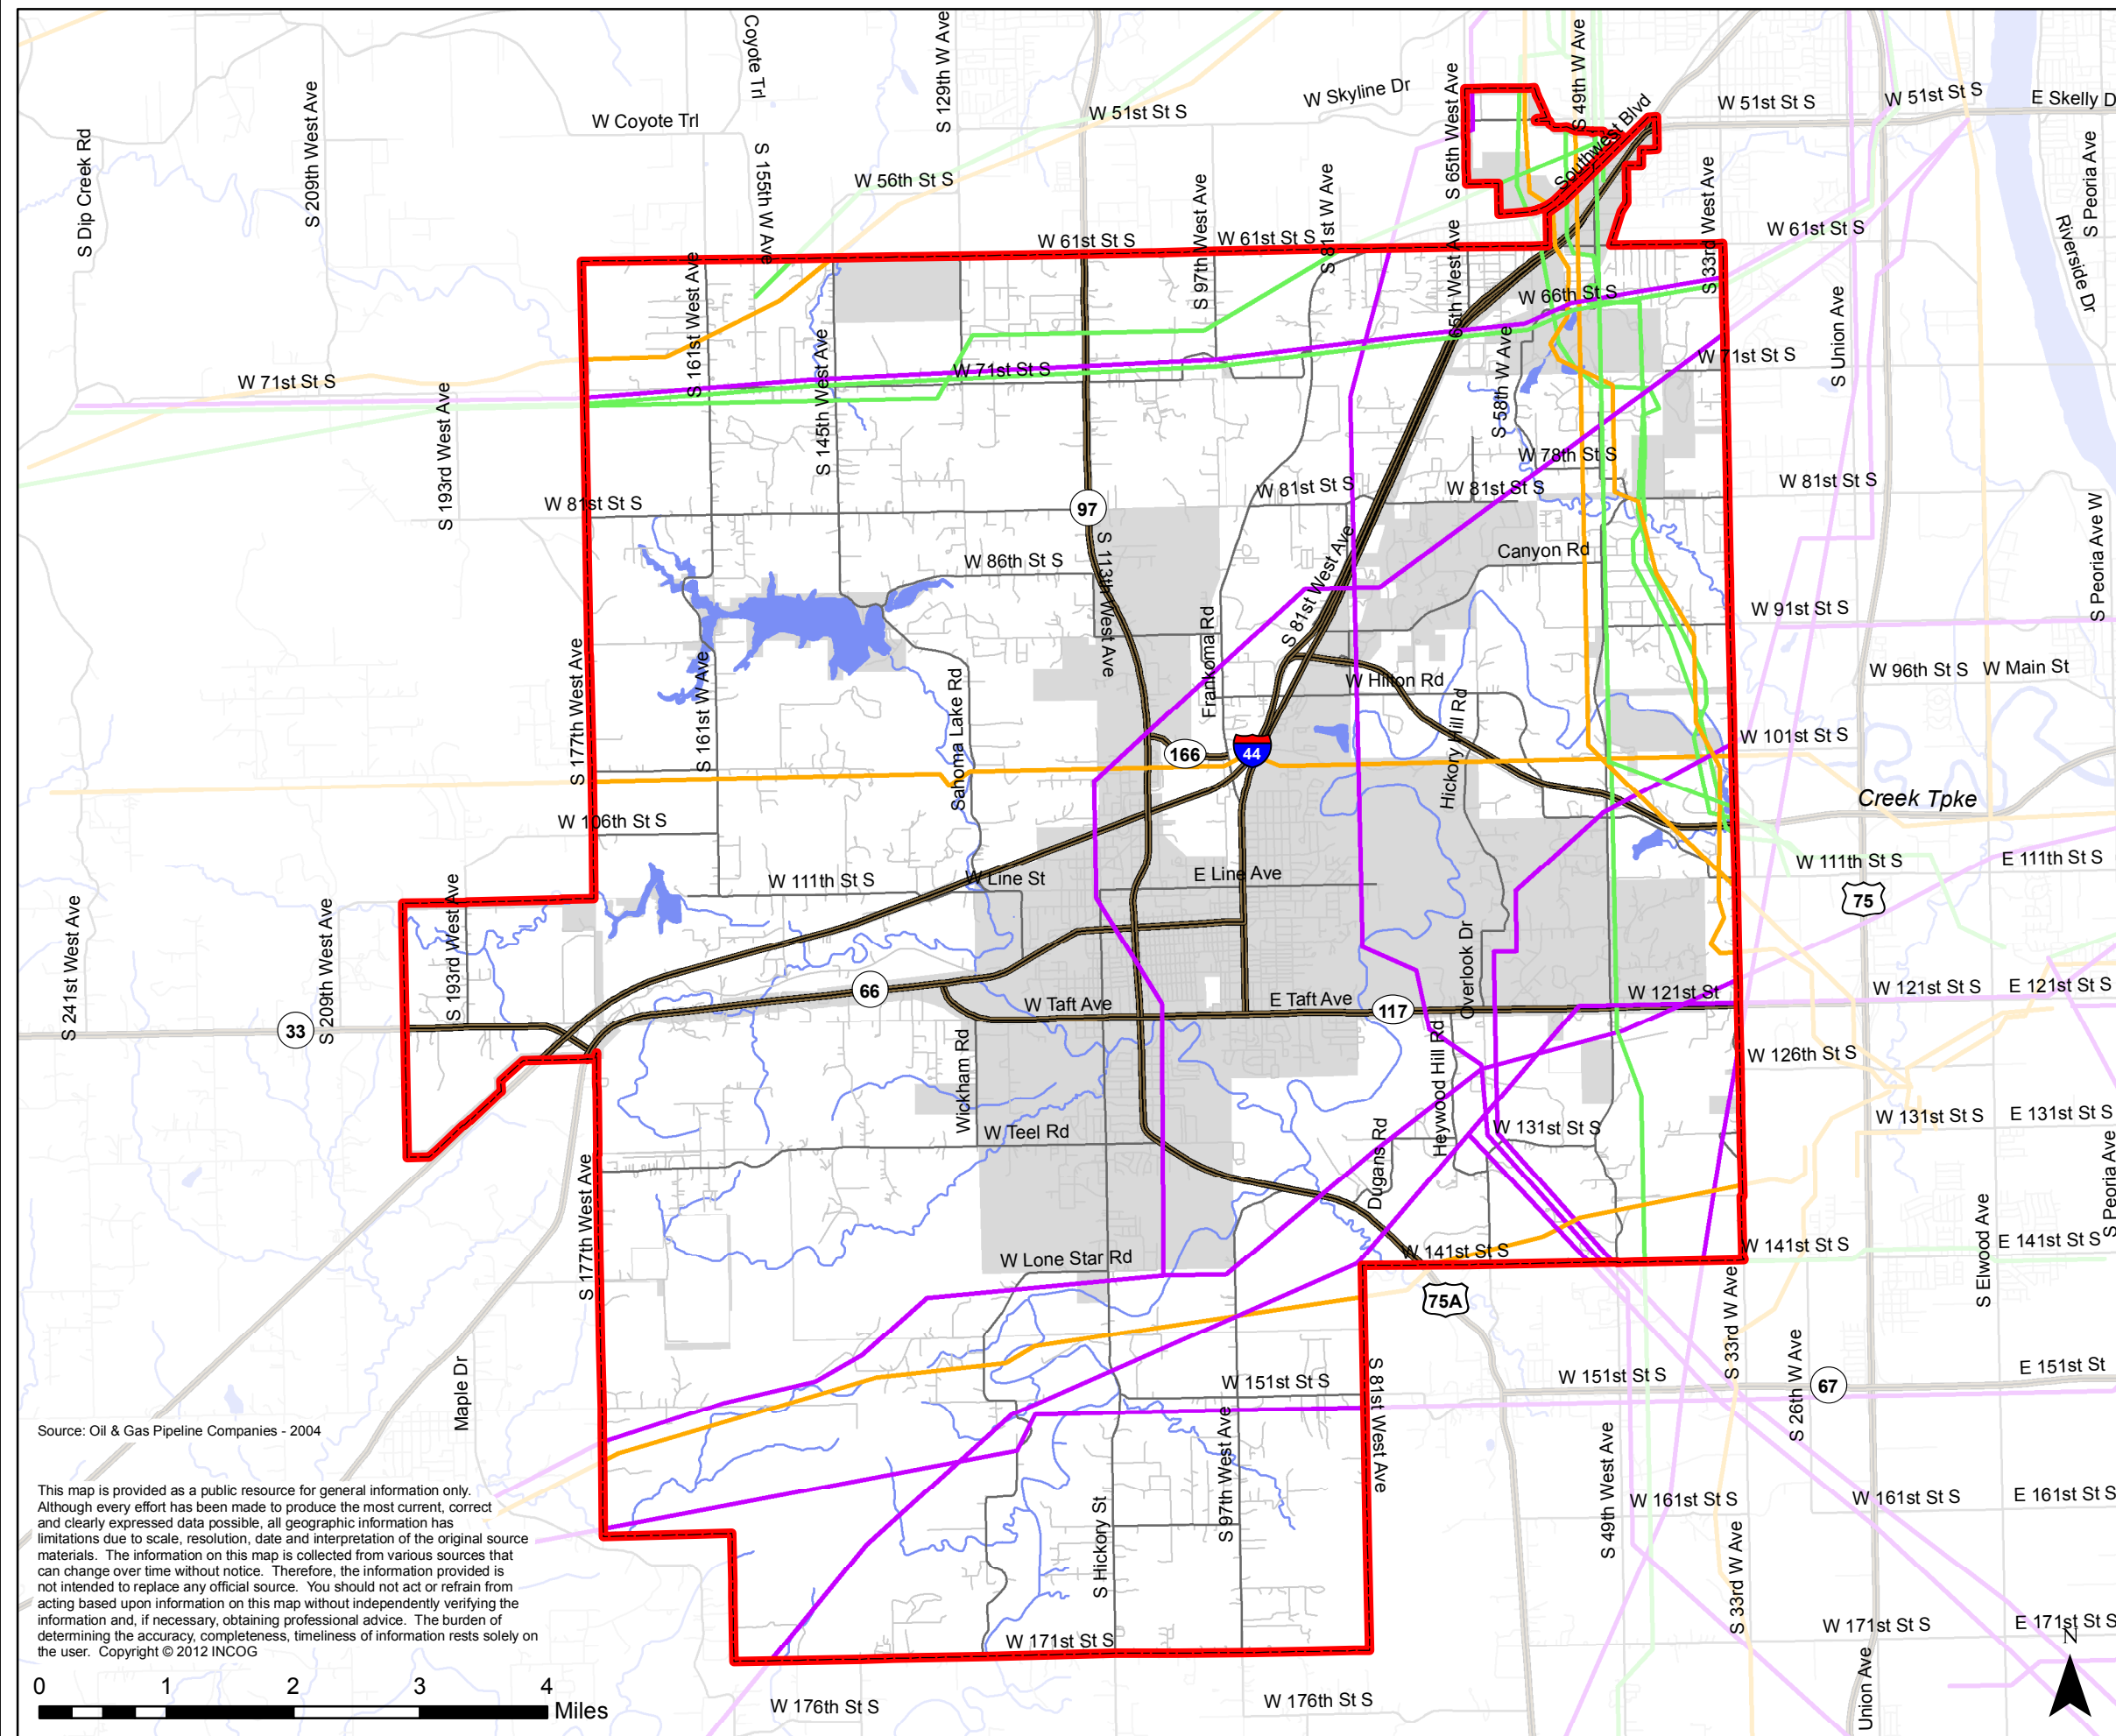 Coyote Trl
S 129th W Ave
S 49th W Ave
W Skyline Dr
S 65th West Ave
W 51st St S
W 51st St S
W 51st St S
E Skelly D
W Coyote Trl
S 209th West Ave
S Dip Creek Rd
S 155th W Ave
W 56th St S
Southwest Blvd
S 33rd West Ave
S Peoria Ave
S 97th West Ave
S 81st W Ave
W 61st St S
W 61st St S
W 61st St S
Riverside Dr
S 161st West Ave
65th West Ave
W 66th St S
S Union Ave
S 145th West Ave
W 71st St S
W 71st St S
W 71st St S
S 58th W Ave
S 193rd West Ave
W 78th St S
W 81st St S
W 81st St S
W 81st St S
W 81st St S
97
S Peoria Ave W
S 113th West Ave
W 86th St S
Canyon Rd
S 81st West Ave
W 91st St S
Frankoma Rd
S 177th West Ave
S 161st W Ave
Sahoma Lake Rd
W Hilton Rd
Hickory Hill Rd
W 96th St S
W Main St
W 101st St S
166
44
Creek Tpke
W 106th St S
W 111th St S
W Line St
E Line Ave
W 111th St S
E 111th St S
75
S 241st West Ave
S 209th West Ave
S 193rd West Ave
Overlook Dr
66
W Taft Ave
E Taft Ave
117
W 121st St
W 121st St S
E 121st St S
33
Wickham Rd
Heywood Hill Rd
W 126th St S
W Teel Rd
Dugans Rd
W 131st St S
W 131st St S
E 131st St S
S Peoria Ave
S 177th West Ave
W Lone Star Rd
W 141st St S
W 141st St S
E 141st St S
S Elwood Ave
75A
Maple Dr
S 81st West Ave
S 33rd W Ave
S 26th W Ave
W 151st St S
W 151st St S
67
E 151st St
S 97th West Ave
S 49th West Ave
S Hickory St
W 161st St S
W 161st St S
E 161st St S
S 33rd W Ave
W 171st St S
W 171st St S
E 171st St S
Union Ave
W 176th St S
W 176th St S
N
Source: Oil & Gas Pipeline Companies - 2004
This map is provided as a public resource for general information only.
Although every effort has been made to produce the most current, correct
and clearly expressed data possible, all geographic information has
limitations due to scale, resolution, date and interpretation of the original source
materials. The information on this map is collected from various sources that
can change over time without notice. Therefore, the information provided is
not intended to replace any official source. You should not act or refrain from
acting based upon information on this map without independently verifying the
information and, if necessary, obtaining professional advice. The burden of
determining the accuracy, completeness, timeliness of information rests solely on
the user. Copyright © 2012 INCOG
0 1 2 3 4
Miles